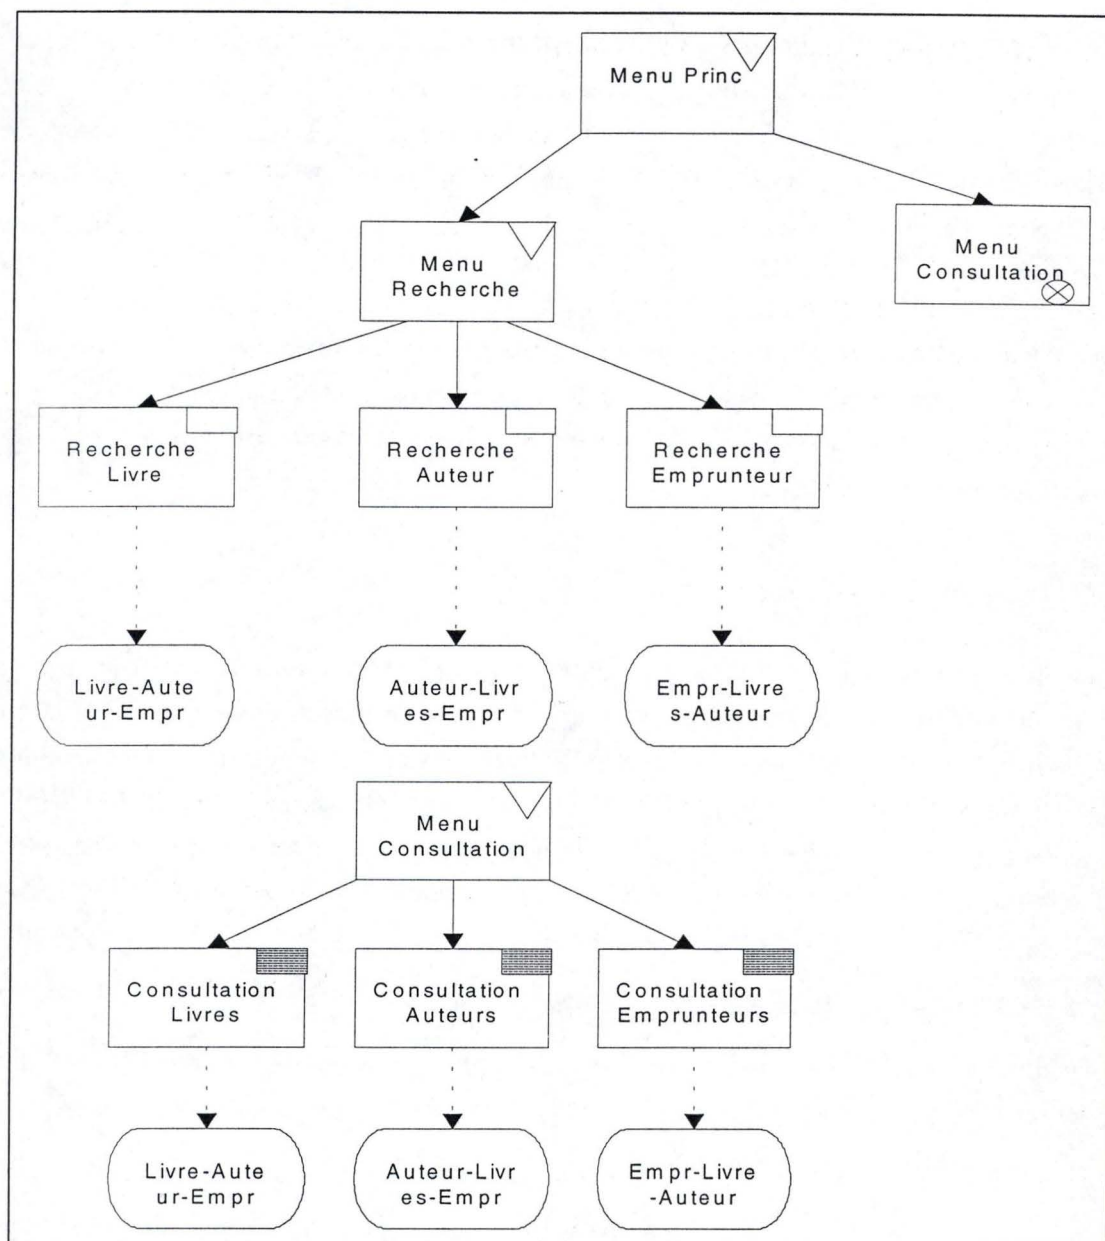 Menu Princ
Menu
Recherche
Menu
Consultation
Recherche
Livre
Recherche
Auteur
Recherche
Emprunteur
Livre-Aute
ur-Empr
Auteur-Livr
es-Empr
Empr-Livre
s-Auteur
Menu
Consultation
Consultation
Livres
Consultation
Auteurs
Consultation
Emprunteurs
Livre-Aute
ur-Empr
Auteur-Livr
es-Empr
Empr-Livre
-Auteur